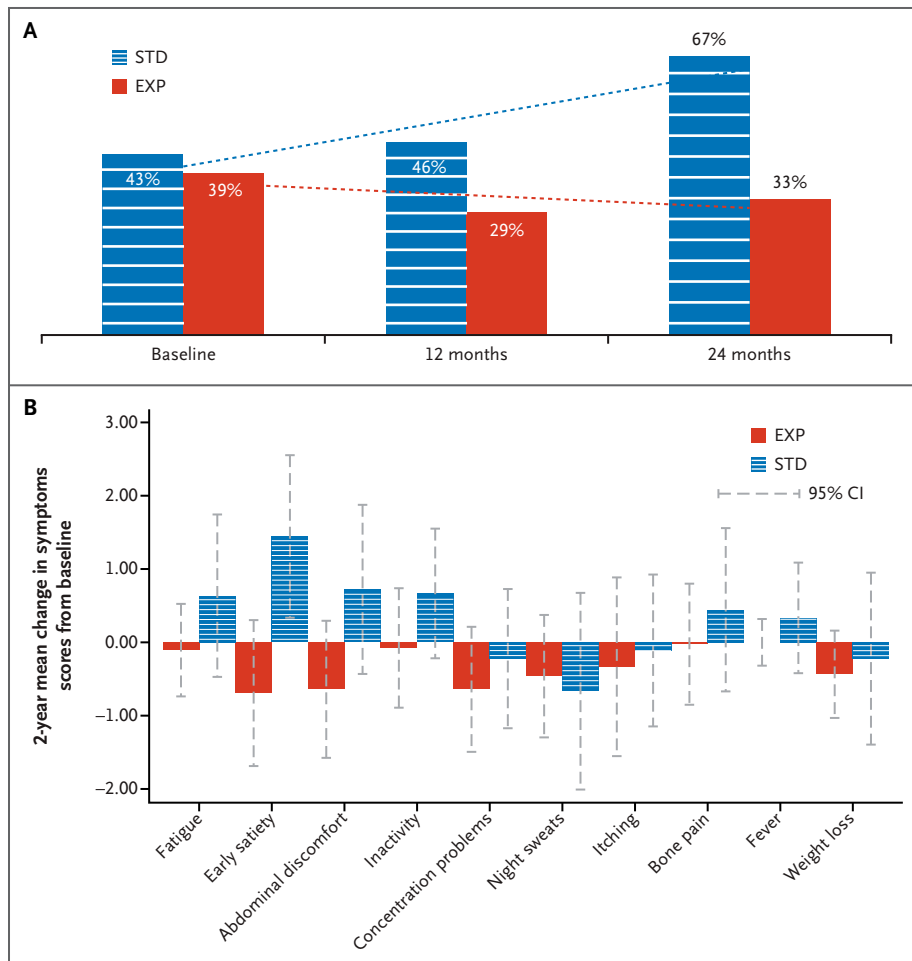 A
STD
EXP
67%
43%
39%
46%
29%
33%
Baseline
12 months
24 months
B
3.00
2.00
1.00
0.00
−1.00
−2.00
2-year mean change in symptoms
scores from baseline
EXP
STD
95% CI
Fatigue
Early satiety
Abdominal discomfort
Inactivity
Concentration problems
Night sweats
Itching
Bone pain
Fever
Weight loss